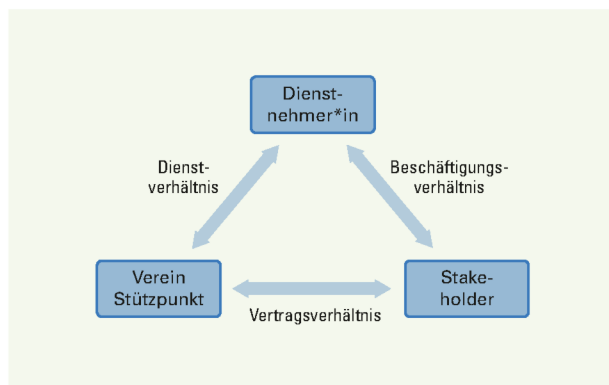 Dienst-
nehmer*in
Dienst-
verhältnis
Beschäftigungs-
verhältnis
Verein
Stützpunkt
Stake-
holder
Vertragsverhältnis